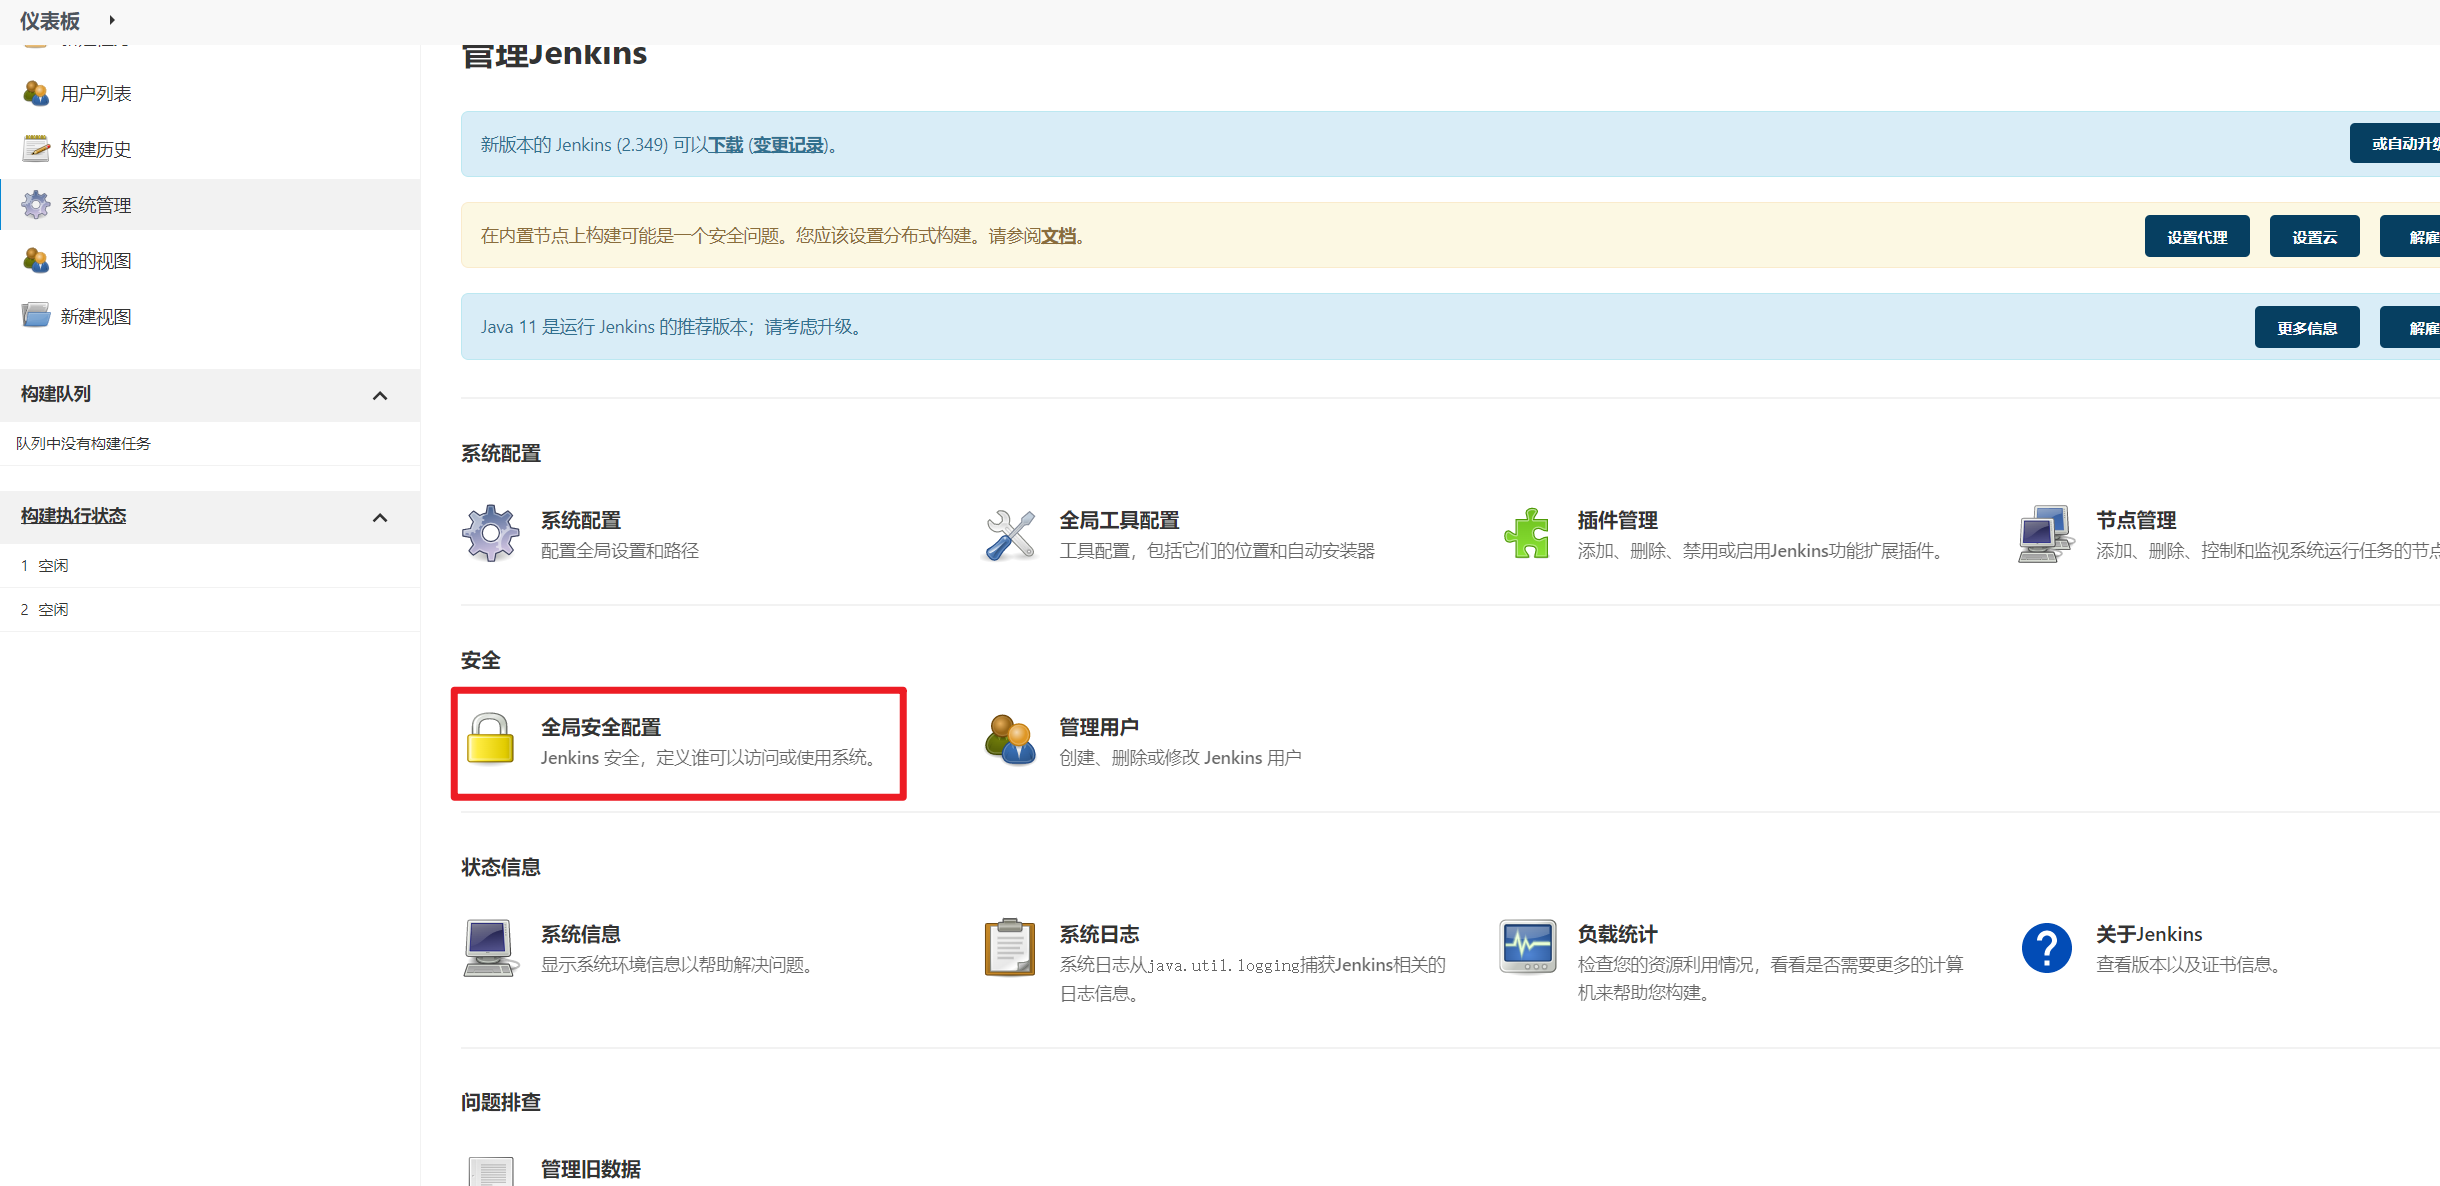 仪表板
管理Jenkins
用户列表
构建历史
系统管理
我的视图
新建视图
构建队列
队列中没有构建任务
构建执行状态
1 空闲
2 空闲
新版本的 Jenkins (2.349) 可以下载 (变更记录)。
或自动升级
在内置节点上构建可能是一个安全问题。您应该设置分布式构建。请参阅文档。
设置代理
设置云
解雇
Java 11 是运行 Jenkins 的推荐版本；请考虑升级。
更多信息
解雇
系统配置
系统配置
配置全局设置和路径
全局工具配置
工具配置，包括它们的位置和自动安装器
插件管理
添加、删除、禁用或启用Jenkins功能扩展插件。
节点管理
添加、删除、控制和监视系统运行任务的节点
安全
全局安全配置
Jenkins 安全，定义谁可以访问或使用系统。
管理用户
创建、删除或修改 Jenkins 用户
状态信息
系统信息
显示系统环境信息以帮助解决问题。
系统日志
系统日志从java.util.logging捕获Jenkins相关的
日志信息。
负载统计
检查您的资源利用情况，看看是否需要更多的计算
机来帮助您构建。
关于Jenkins
查看版本以及证书信息。
问题排查
管理旧数据